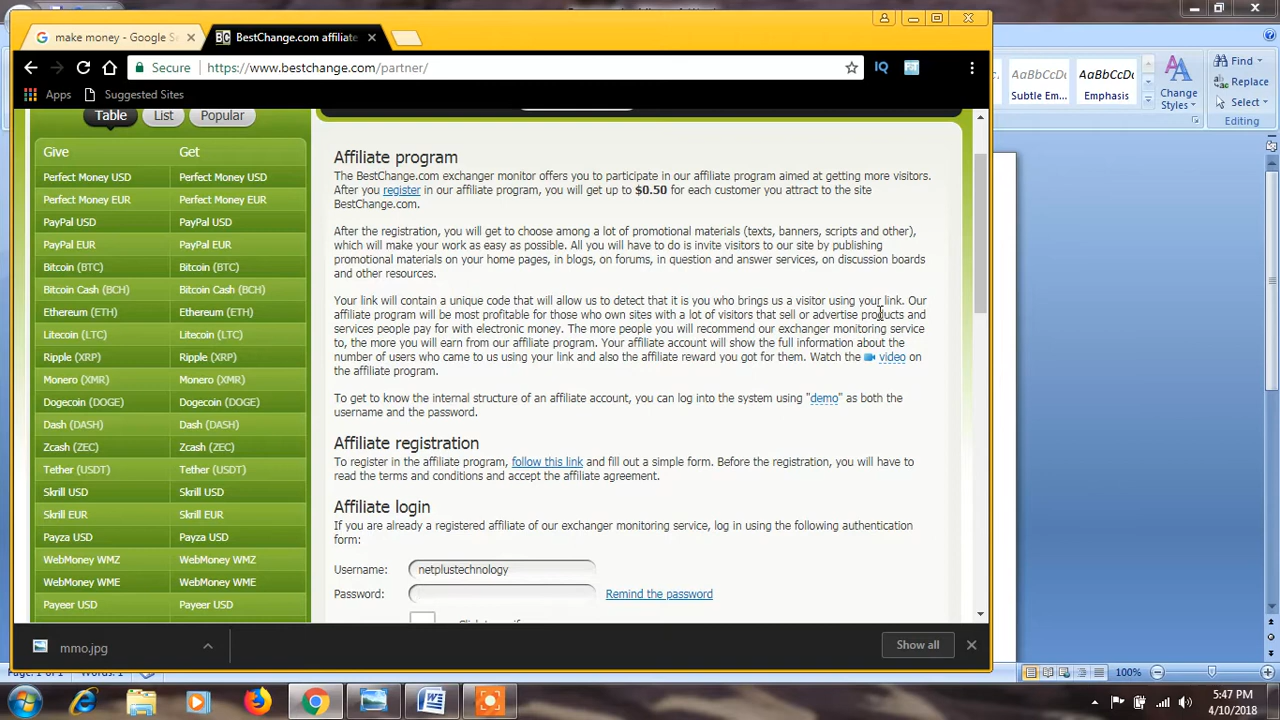 make money - Google Se
BestChange.com affiliate
Secure
https://www.bestchange.com/partner/
IQ
Apps
Suggested Sites
Table
List
Popular
Give
Get
Perfect Money USD
Perfect Money USD
Perfect Money EUR
Perfect Money EUR
PayPal USD
PayPal USD
PayPal EUR
PayPal EUR
Bitcoin (BTC)
Bitcoin (BTC)
Bitcoin Cash (BCH)
Bitcoin Cash (BCH)
Ethereum (ETH)
Ethereum (ETH)
Litecoin (LTC)
Litecoin (LTC)
Ripple (XRP)
Ripple (XRP)
Monero (XMR)
Monero (XMR)
Dogecoin (DOGE)
Dogecoin (DOGE)
Dash (DASH)
Dash (DASH)
Zcash (ZEC)
Zcash (ZEC)
Tether (USDT)
Tether (USDT)
Skrill USD
Skrill USD
Skrill EUR
Skrill EUR
Payza USD
Payza USD
WebMoney WMZ
WebMoney WMZ
WebMoney WME
WebMoney WME
Payeer USD
Payeer USD
Affiliate program
The BestChange.com exchanger monitor offers you to participate in our affiliate program aimed at getting more visitors.
After you register in our affiliate program, you will get up to $0.50 for each customer you attract to the site
BestChange.com.
After the registration, you will get to choose among a lot of promotional materials (texts, banners, scripts and other),
which will make your work as easy as possible. All you will have to do is invite visitors to our site by publishing
promotional materials on your home pages, in blogs, on forums, in question and answer services, on discussion boards
and other resources.
Your link will contain a unique code that will allow us to detect that it is you who brings us a visitor using your link. Our
affiliate program will be most profitable for those who own sites with a lot of visitors that sell or advertise products and
services people pay for with electronic money. The more people you will recommend our exchanger monitoring service
to, the more you will earn from our affiliate program. Your affiliate account will show the full information about the
number of users who came to us using your link and also the affiliate reward you got for them. Watch the video on
the affiliate program.
To get to know the internal structure of an affiliate account, you can log into the system using "demo" as both the
username and the password.
Affiliate registration
To register in the affiliate program, follow this link and fill out a simple form. Before the registration, you will have to
read the terms and conditions and accept the affiliate agreement.
Affiliate login
If you are already a registered affiliate of our exchanger monitoring service, log in using the following authentication
form:
Username: netplustechnology
Password:
Remind the password
mmo.jpg
Show all
AaBbCcDc
AaBbCcDc
Subtle Em...
Emphasis
Change
Styles
Find
Replace
Select
Editing
100%
5:47 PM
4/10/2018